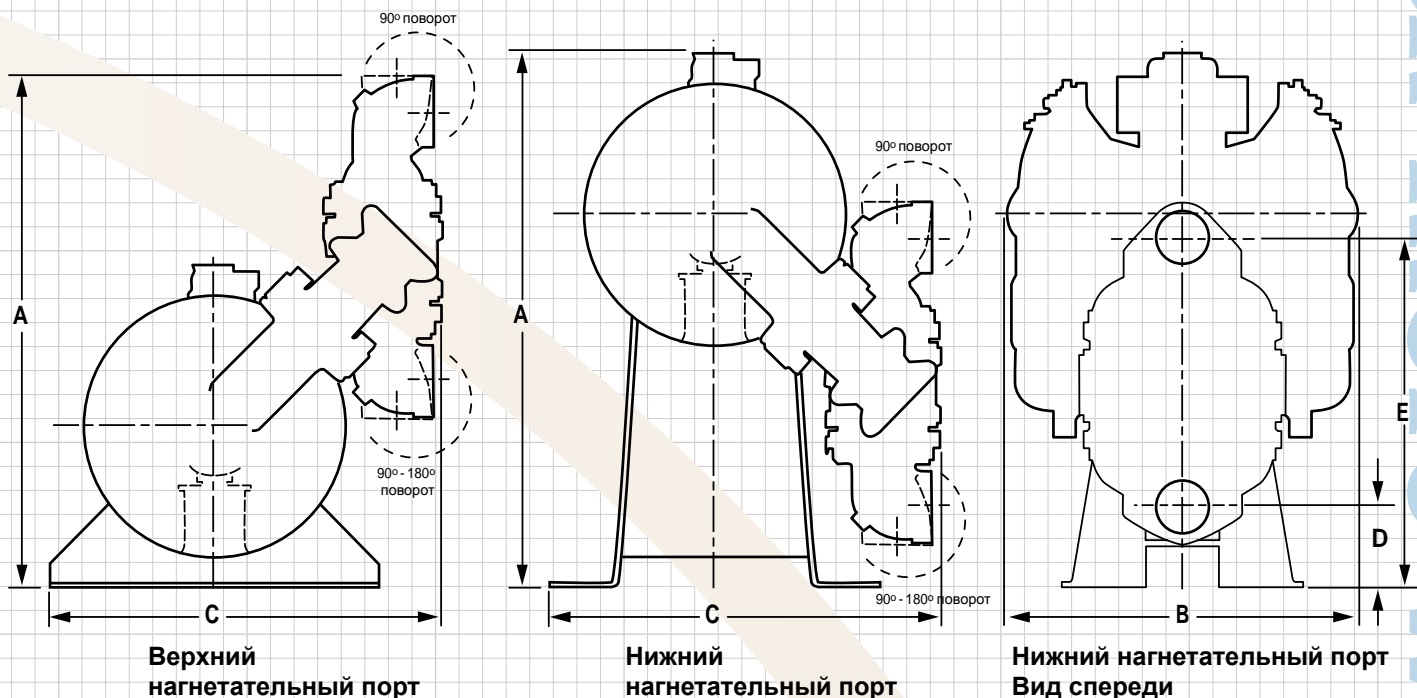 90º поворот
A
90º - 180º
поворот
C
Верхний
нагнетательный порт
A
90º поворот
90º - 180º поворот
C
Нижний
нагнетательный порт
E
D
B
Нижний нагнетательный порт
Вид спереди